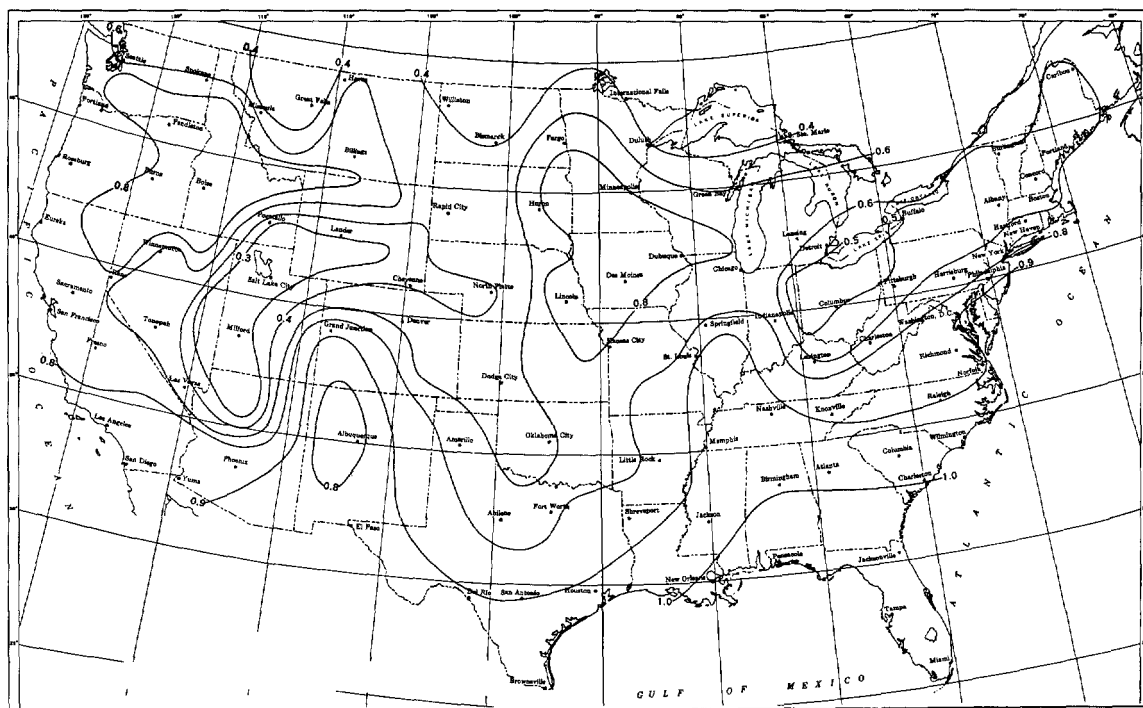 0.6
0.4
0.4
0.4
Seattle
Spokane
Missoula
Great Falls
Havre
Williston
International Falls
Caribou
Portland
Pendleton
Bismarck
Fargo
Duluth
LAKE SUPERIOR
0.4
S. Ste. Marie
0.6
Burlington
Portland
Roseburg
Burns
Boise
Billings
Minneapolis
Green Bay
0.6
Concord
0.8
Eureka
Pocatello
Lander
Rapid City
Huron
Lansing
Detroit
0.5
0.5
Buffalo
Albany
Boston
Hartford
New Haven
0.8
Winnemucca
0.3
Salt Lake City
Cheyenne
North Platte
Des Moines
Dubuque
Chicago
New York
Philadelphia
0.9
Sacramento
San Francisco
Tonopah
Milford
0.4
Grand Junction
Denver
Lincoln
0.8
Springfield
Indianapolis
Columbus
Pittsburgh
Harrisburg
Washington, D.C.
Fresno
0.8
Las Vegas
Dodge City
Kansas City
St. Louis
Lexington
Charleston
Richmond
Norfolk
Los Angeles
San Diego
Phoenix
Yuma
0.9
Albuquerque
0.8
Amarillo
Oklahoma City
Little Rock
Memphis
Nashville
Knoxville
Raleigh
Wilmington
Columbia
Charleston
1.0
Birmingham
Atlanta
El Paso
Abilene
Fort Worth
Shreveport
Jackson
Pensacola
Jacksonville
Del Rio
San Antonio
Houston
New Orleans
1.0
Tampa
Miami
Brownsville
GULF OF MEXICO
PACIFIC OCEAN
ATLANTIC OCEAN